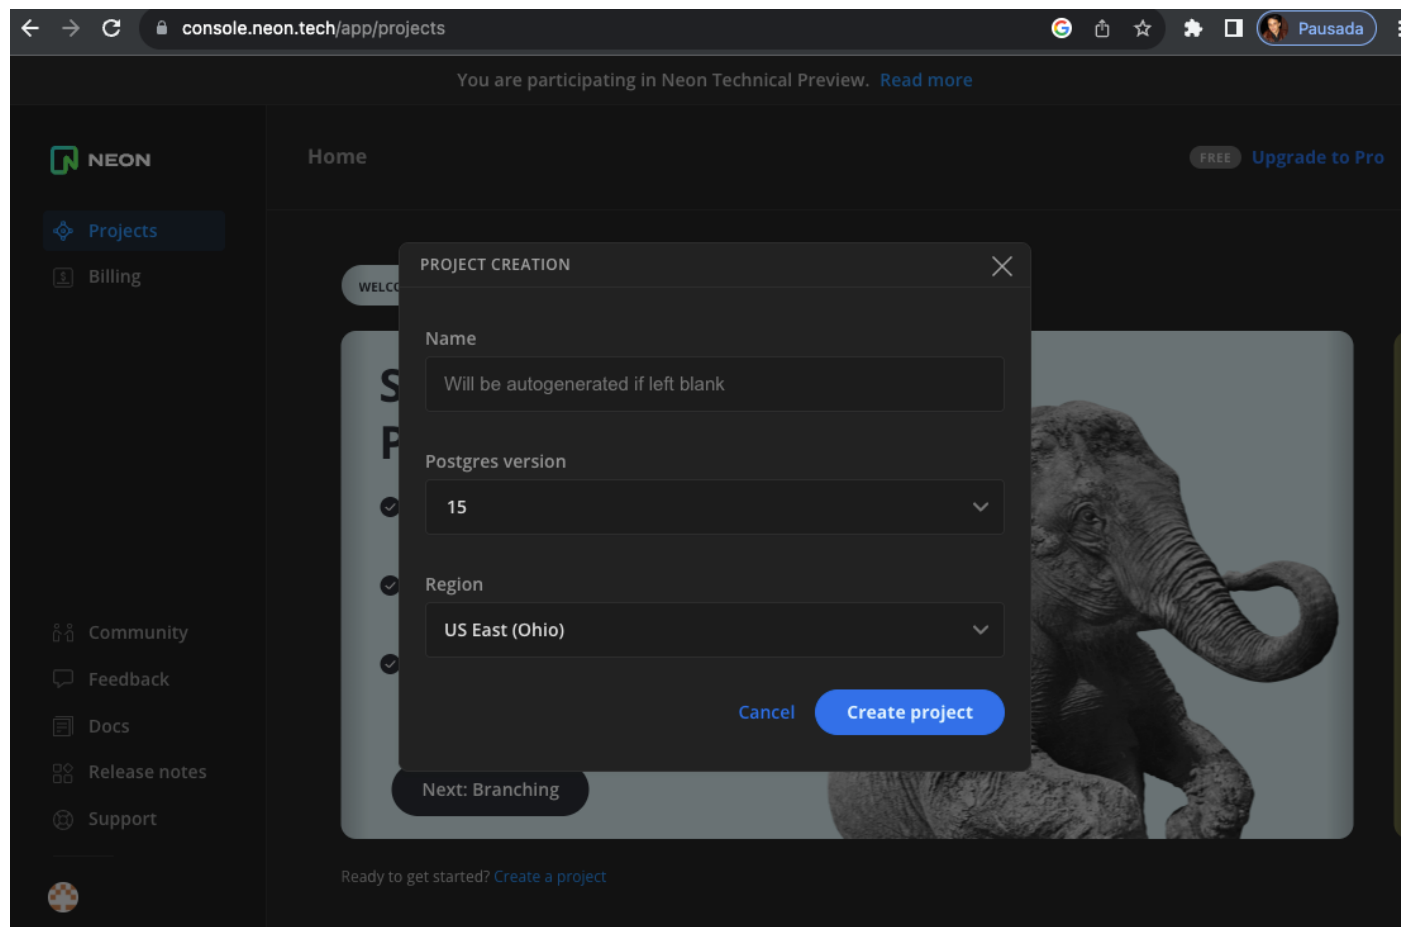 console.neon.tech/app/projects
Pausada
You are participating in Neon Technical Preview. Read more
NEON
Home
FREE
Upgrade to Pro
Projects
Billing
WELCO
PROJECT CREATION
Name
Will be autogenerated if left blank
S
P
Postgres version
15
Region
US East (Ohio)
Cancel
Create project
Next: Branching
Community
Feedback
Docs
Release notes
Support
Ready to get started? Create a project